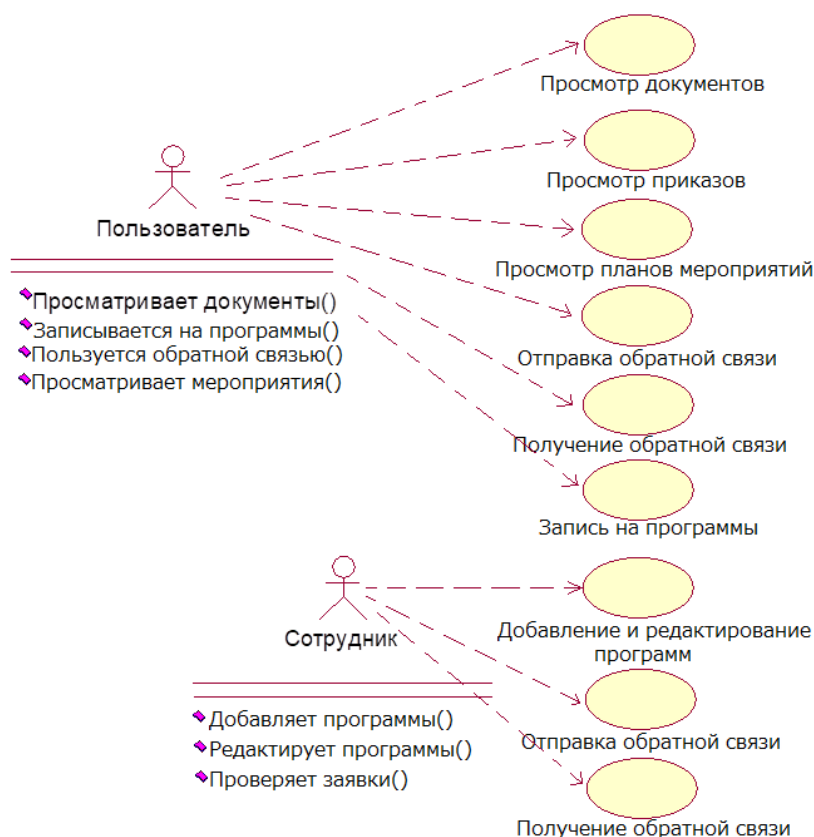 Просмотр документов
Просмотр приказов
Пользователь
Просмотр планов мероприятий
Просматривает документы()
Записывается на программы()
Пользуется обратной связью()
Просматривает мероприятия()
Отправка обратной связи
Получение обратной связи
Запись на программы
Сотрудник
Добавление и редактирование
программ
Добавляет программы()
Редактирует программы()
Проверяет заявки()
Отправка обратной связи
Получение обратной связи